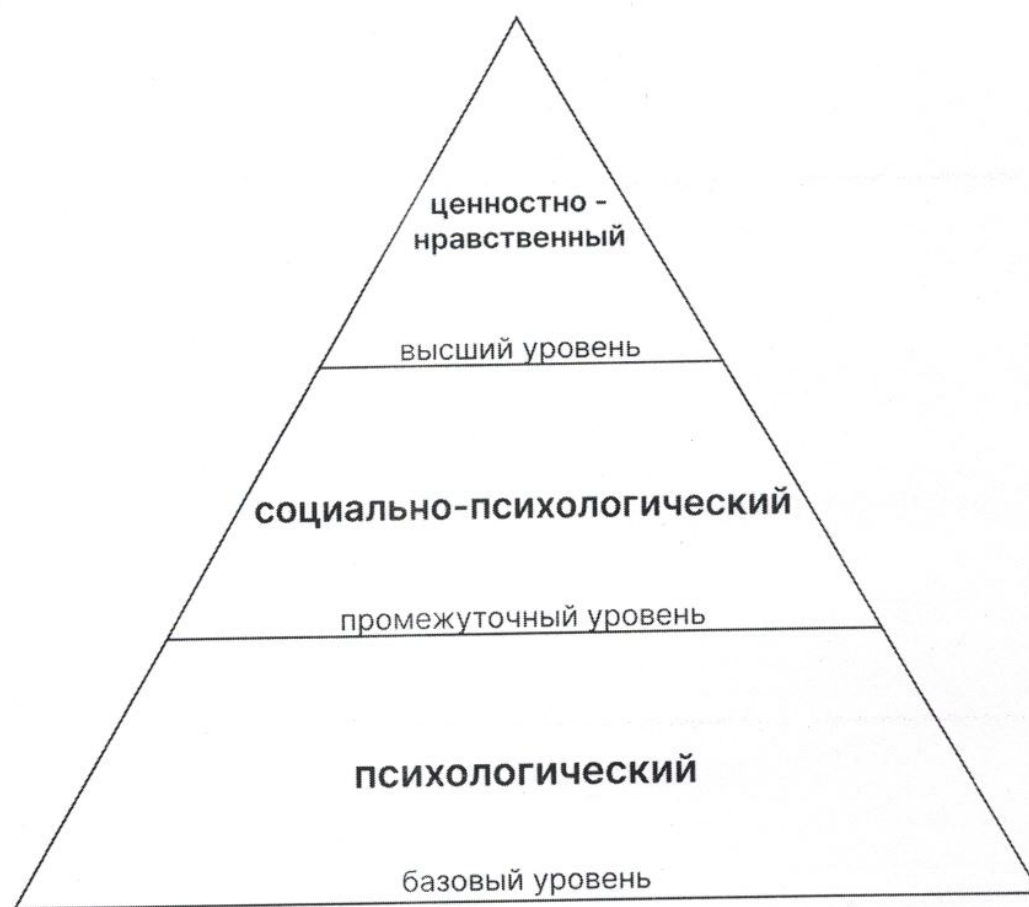 ценностно -
нравственный
высший уровень
социально-психологический
промежуточный уровень
психологический
базовый уровень